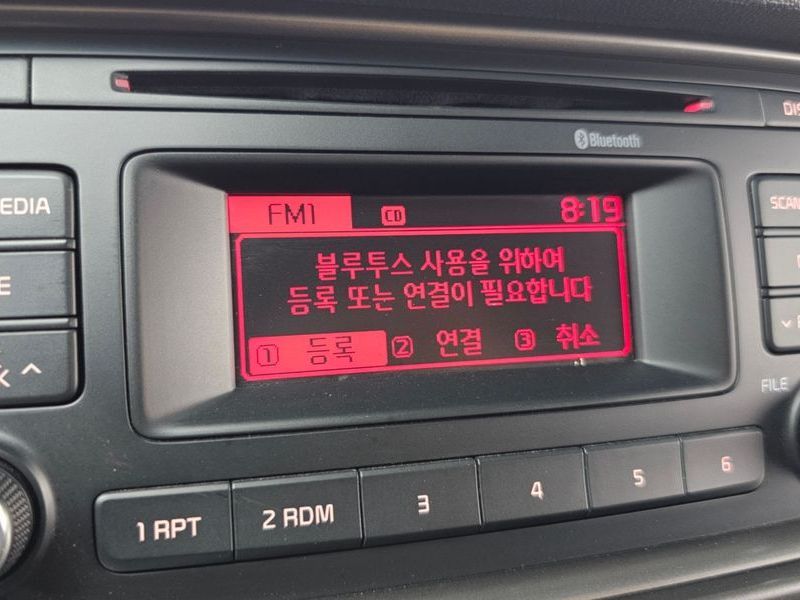 Bluetooth
EDIA
SCAN
FM1 CD 8:19
블루투스 사용을 위하여
등록 또는 연결이 필요합니다
1 등록 2 연결 3 취소
FILE
1 RPT 2 RDM 3 4 5 6